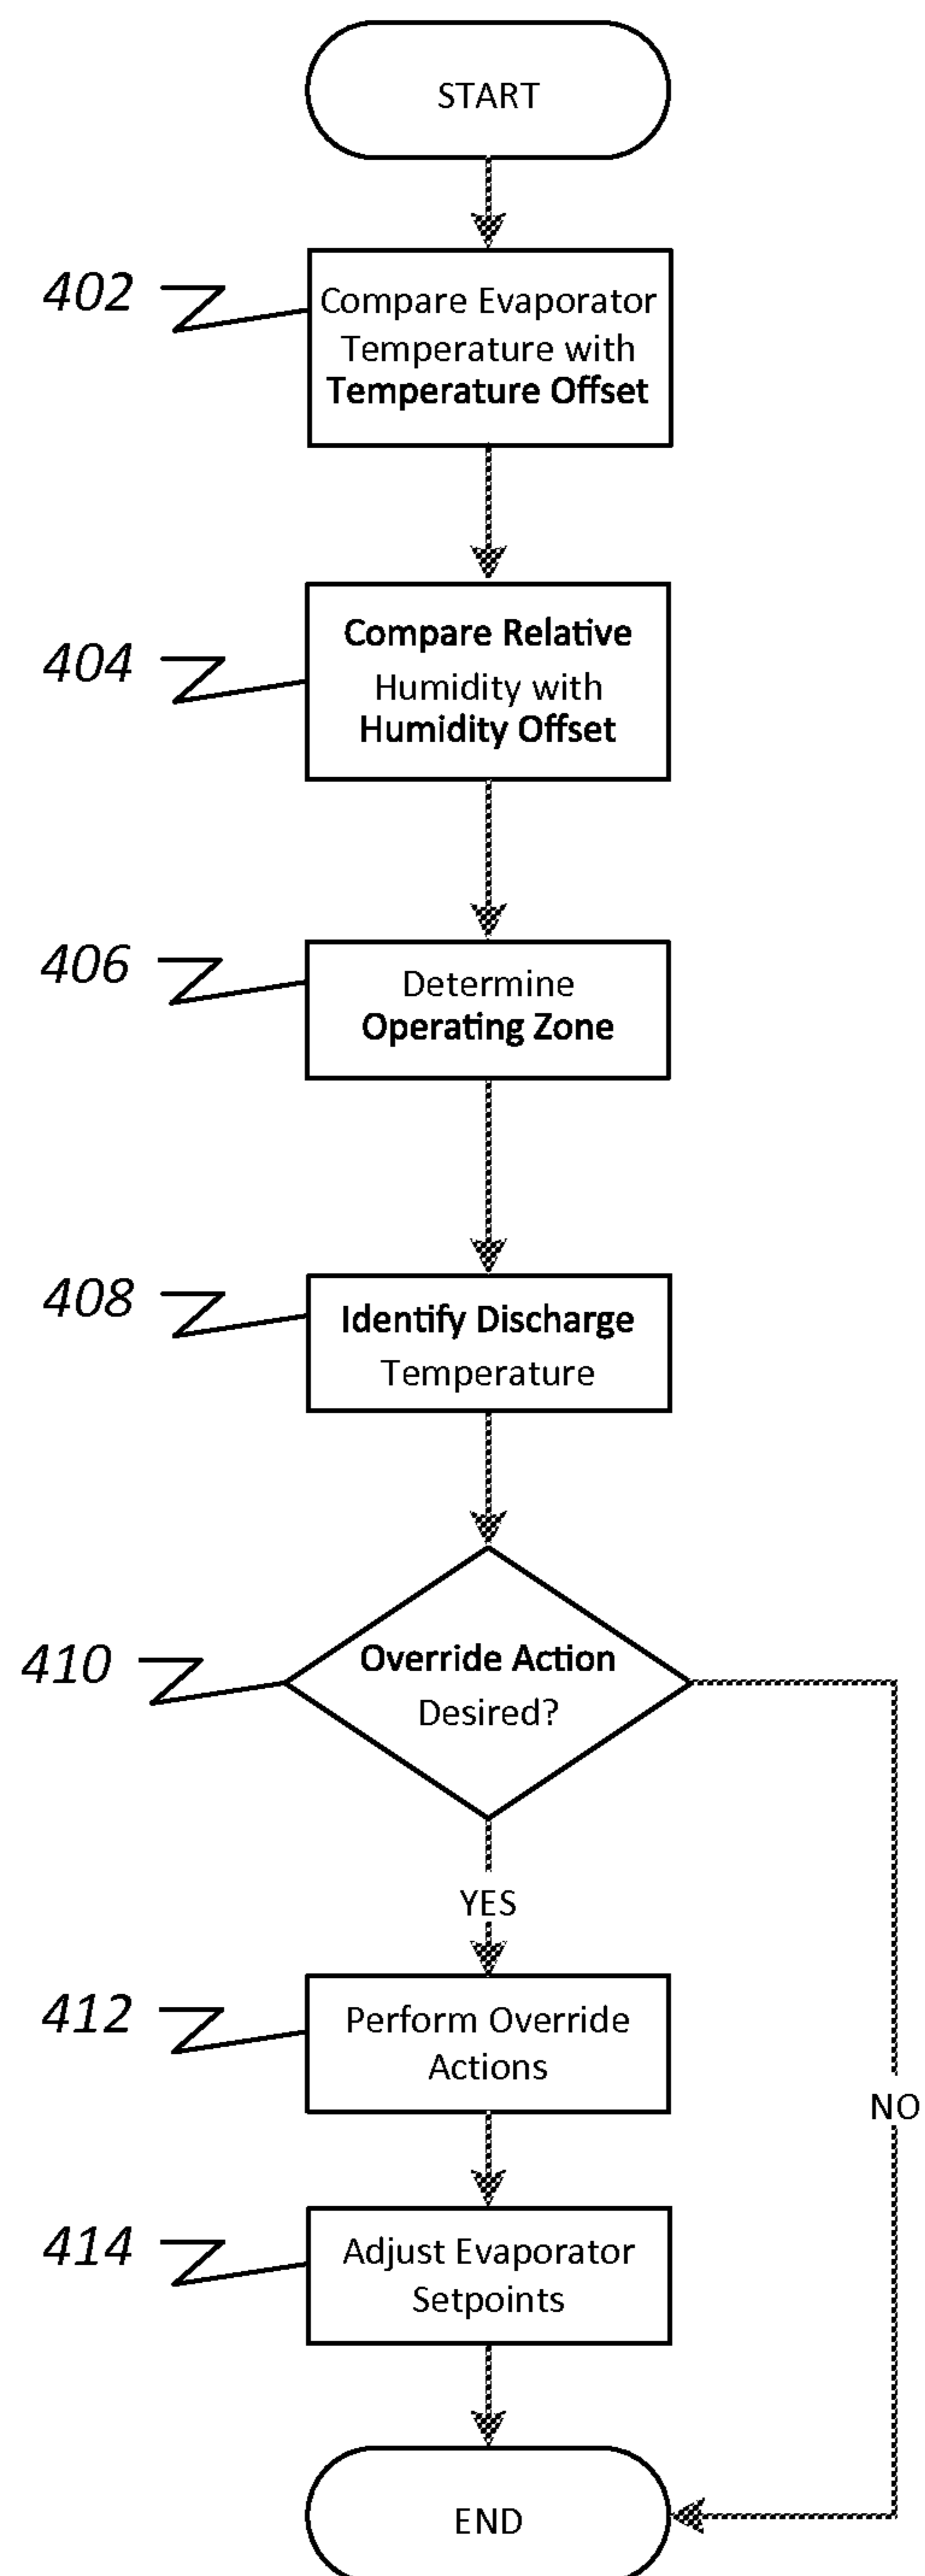 START
402
Compare Evaporator
Temperature with
Temperature Offset
404
Compare Relative
Humidity with
Humidity Offset
406
Determine
Operating Zone
408
Identify Discharge
Temperature
410
Override Action
Desired?
YES
412
Perform Override
Actions
NO
414
Adjust Evaporator
Setpoints
END